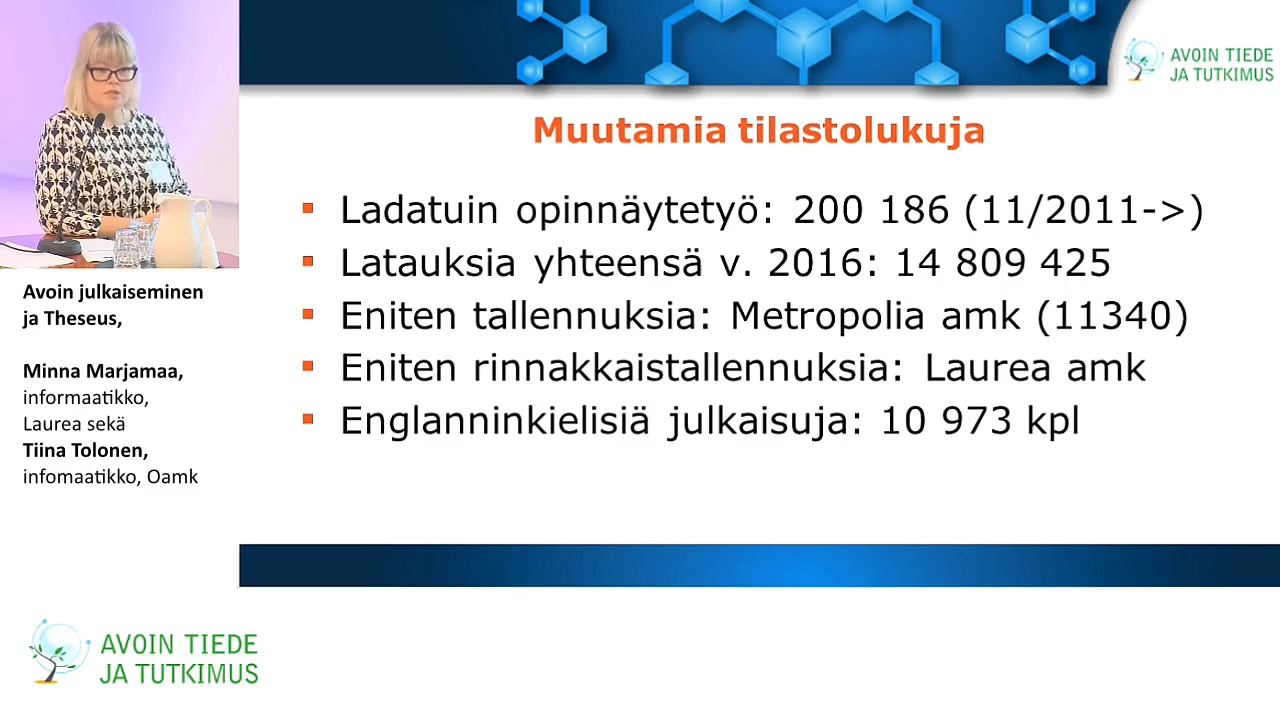 AVOIN TIEDE
JA TUTKIMUS
Muutamia tilastolukuja
▪ Ladatuin opinnäytetyö: 200 186 (11/2011->)
▪ Latauksia yhteensä v. 2016: 14 809 425
▪ Eniten tallennuksia: Metropolia amk (11340)
▪ Eniten rinnakkaistallennuksia: Laurea amk
▪ Englanninkielisiä julkaisuja: 10 973 kpl
Avoin julkaiseminen
ja Theseus,
Minna Marjamaa,
informaatikko,
Laurea sekä
Tiina Tolonen,
infomaatikko, Oamk
AVOIN TIEDE
JA TUTKIMUS